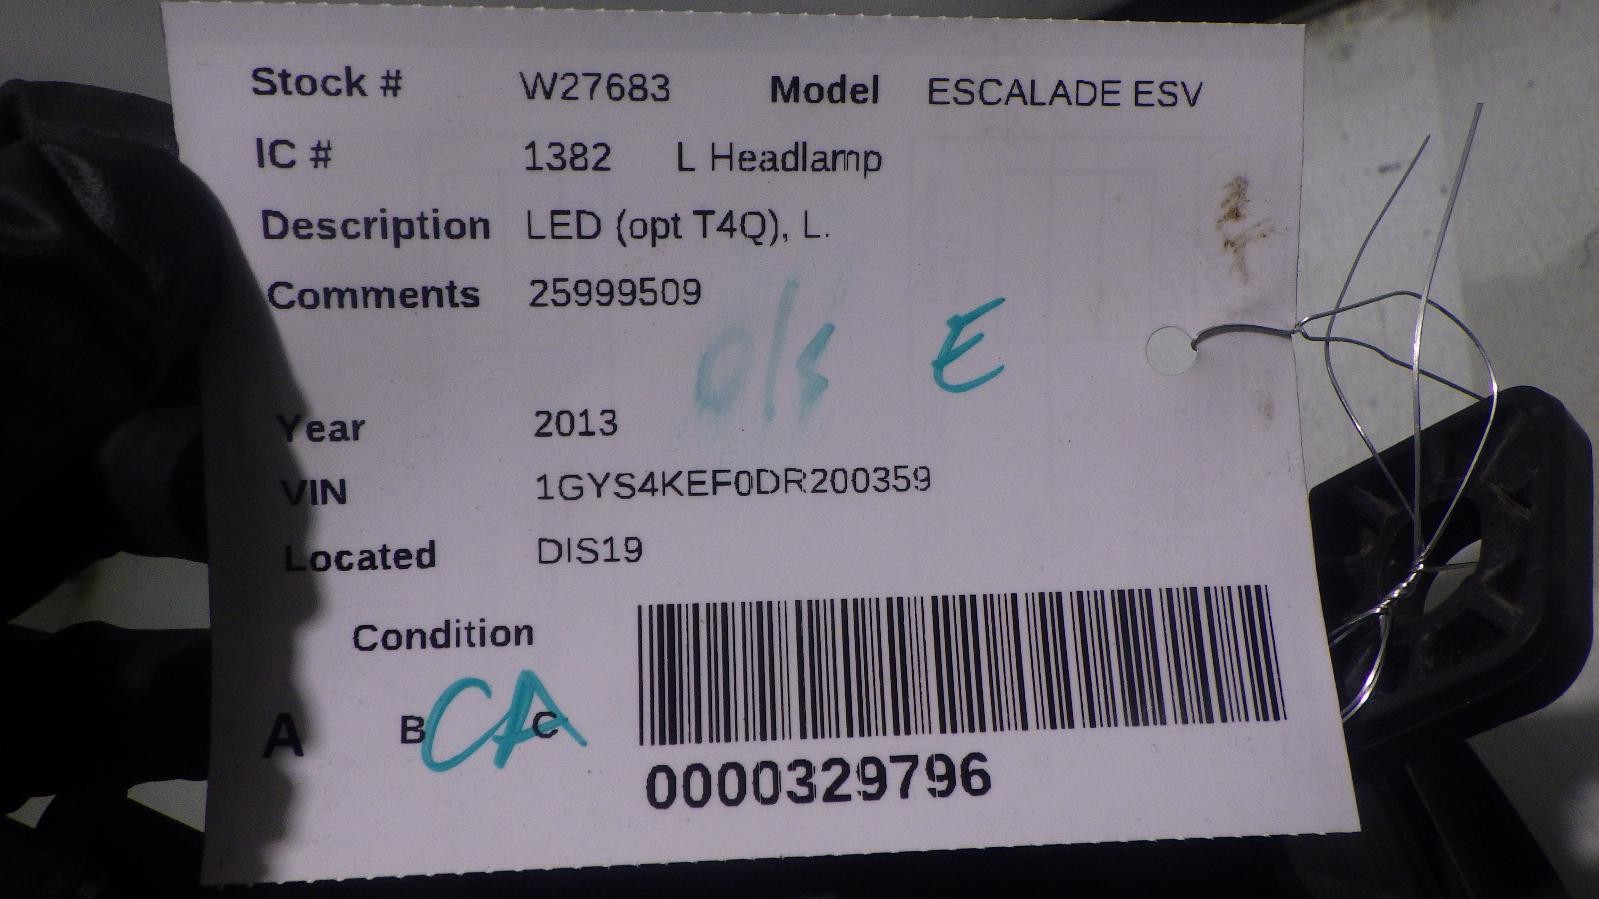 Stock # W27683 Model ESCALADE ESV
IC # 1382 L Headlamp
Description LED (opt T4Q), L.
Comments 25999509
O/S E
Year 2013
VIN 1GYS4KEF0DR200359
Located DIS19
Condition
A B C
CA
0000329796